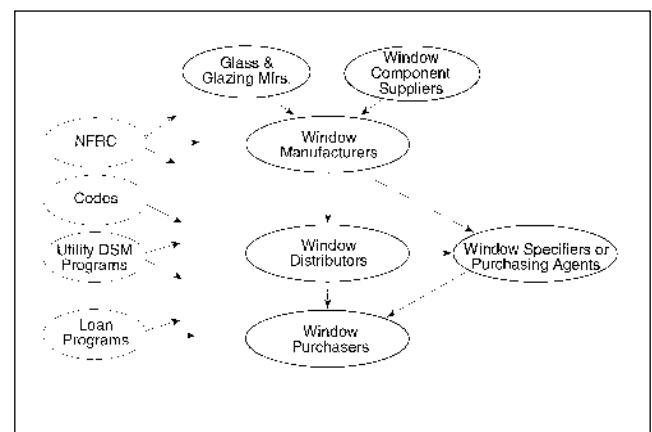 Glass &
Glazing Mfrs.
Window
Component
Suppliers
NFRC
Window
Manufacturers
Codes
Utility DSM
Programs
Window
Distributors
Window Specifiers or
Purchasing Agents
Loan
Programs
Window
Purchasers